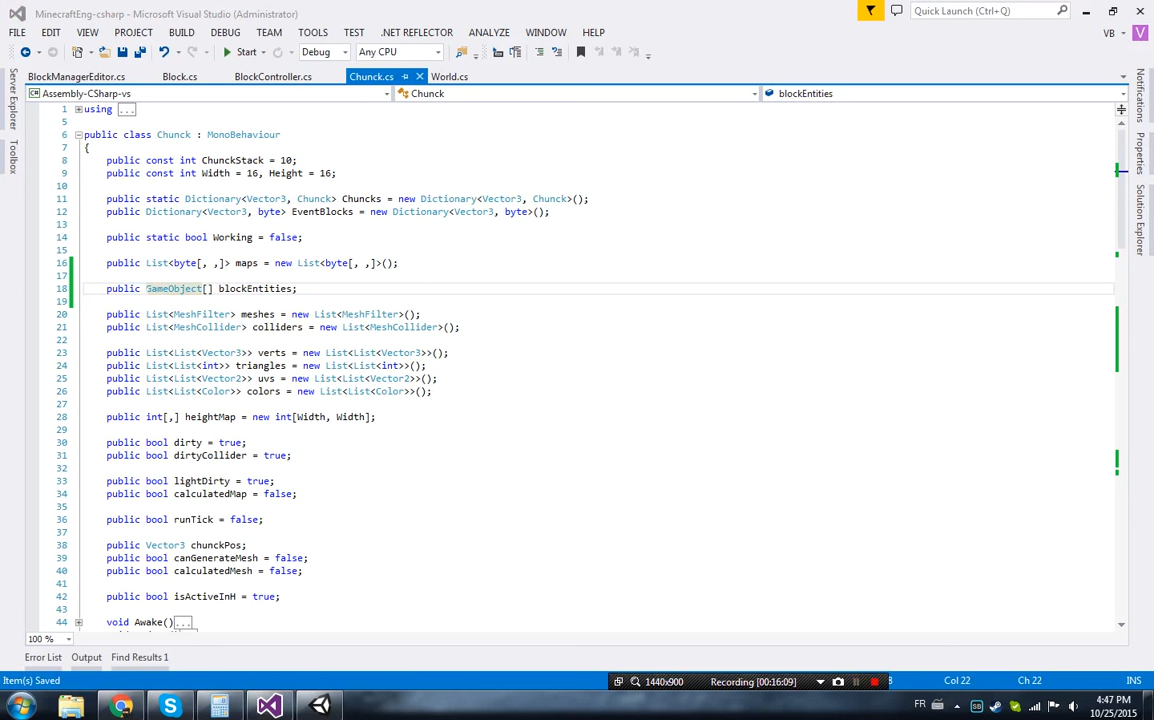 MinecraftEng-csharp - Microsoft Visual Studio (Administrator)
Quick Launch (Ctrl+Q)
FILE EDIT VIEW PROJECT BUILD DEBUG TEAM TOOLS TEST .NET REFLECTOR ANALYZE WINDOW HELP
VB V
Start Debug Any CPU
BlockManagerEditor.cs Block.cs BlockController.cs Chunck.cs World.cs
Assembly-CSharp-vs Chunck blockEntities
Server Explorer
Toolbox
Notifications
Properties
Solution Explorer
1 using ...
5
6 public class Chunck : MonoBehaviour
7 {
8 public const int ChunckStack = 10;
9 public const int Width = 16, Height = 16;
10
11 public static Dictionary<Vector3, Chunck> Chuncks = new Dictionary<Vector3, Chunck>();
12 public Dictionary<Vector3, byte> EventBlocks = new Dictionary<Vector3, byte>();
13
14 public static bool Working = false;
15
16 public List<byte[, ,]> maps = new List<byte[, ,]>();
17
18 public GameObject[] blockEntities;
19
20 public List<MeshFilter> meshes = new List<MeshFilter>();
21 public List<MeshCollider> colliders = new List<MeshCollider>();
22
23 public List<List<Vector3>> verts = new List<List<Vector3>>();
24 public List<List<int>> triangles = new List<List<int>>();
25 public List<List<Vector2>> uvs = new List<List<Vector2>>();
26 public List<List<Color>> colors = new List<List<Color>>();
27
28 public int[,] heightMap = new int[Width, Width];
29
30 public bool dirty = true;
31 public bool dirtyCollider = true;
32
33 public bool lightDirty = true;
34 public bool calculatedMap = false;
35
36 public bool runTick = false;
37
38 public Vector3 chunckPos;
39 public bool canGenerateMesh = false;
40 public bool calculatedMesh = false;
41
42 public bool isActiveInH = true;
43
44 void Awake()...
100 %
Error List Output Find Results 1
Item(s) Saved 1440x900 Recording [00:16:09] 8 Col 22 Ch 22 INS
FR 4:47 PM
10/25/2015